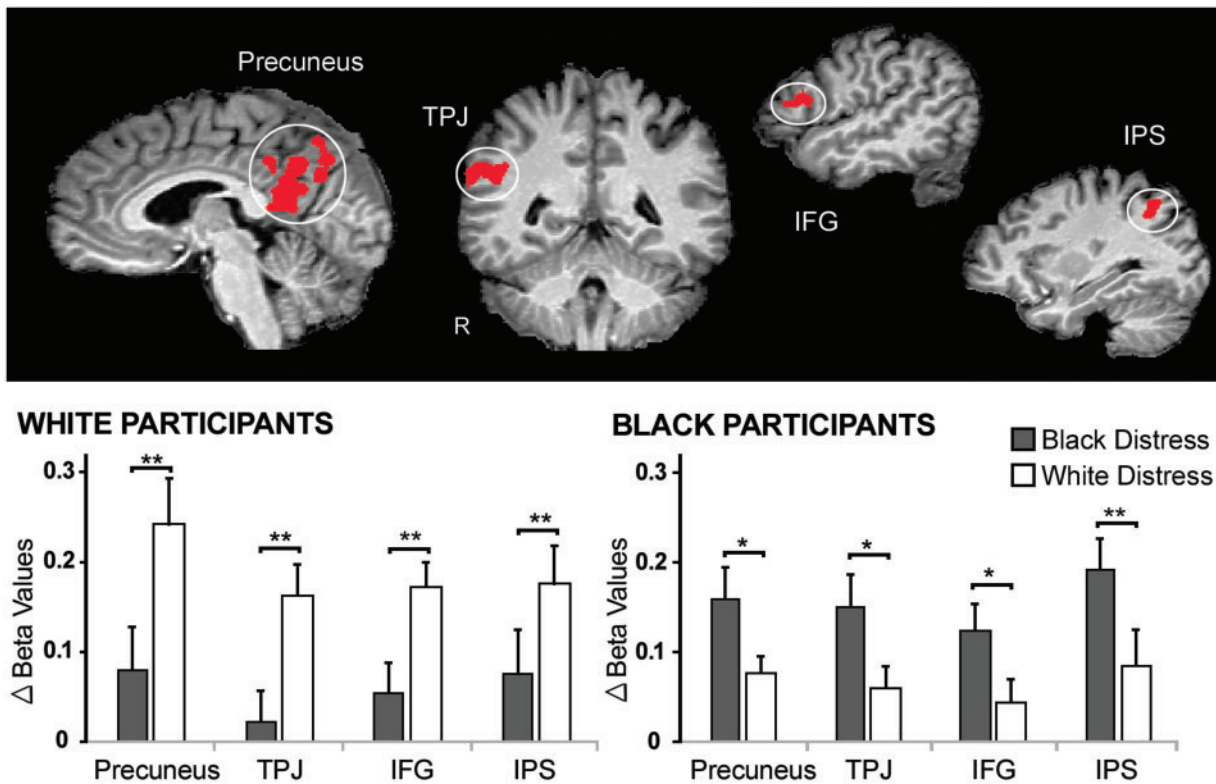 Precuneus
TPJ
IFG
IPS
R
WHITE PARTICIPANTS
BLACK PARTICIPANTS
Black Distress
White Distress
△ Beta Values
0.3
0.2
0.1
0
**
**
**
**
Precuneus TPJ IFG IPS
△ Beta Values
0.3
0.2
0.1
0
*
*
*
**
Precuneus TPJ IFG IPS